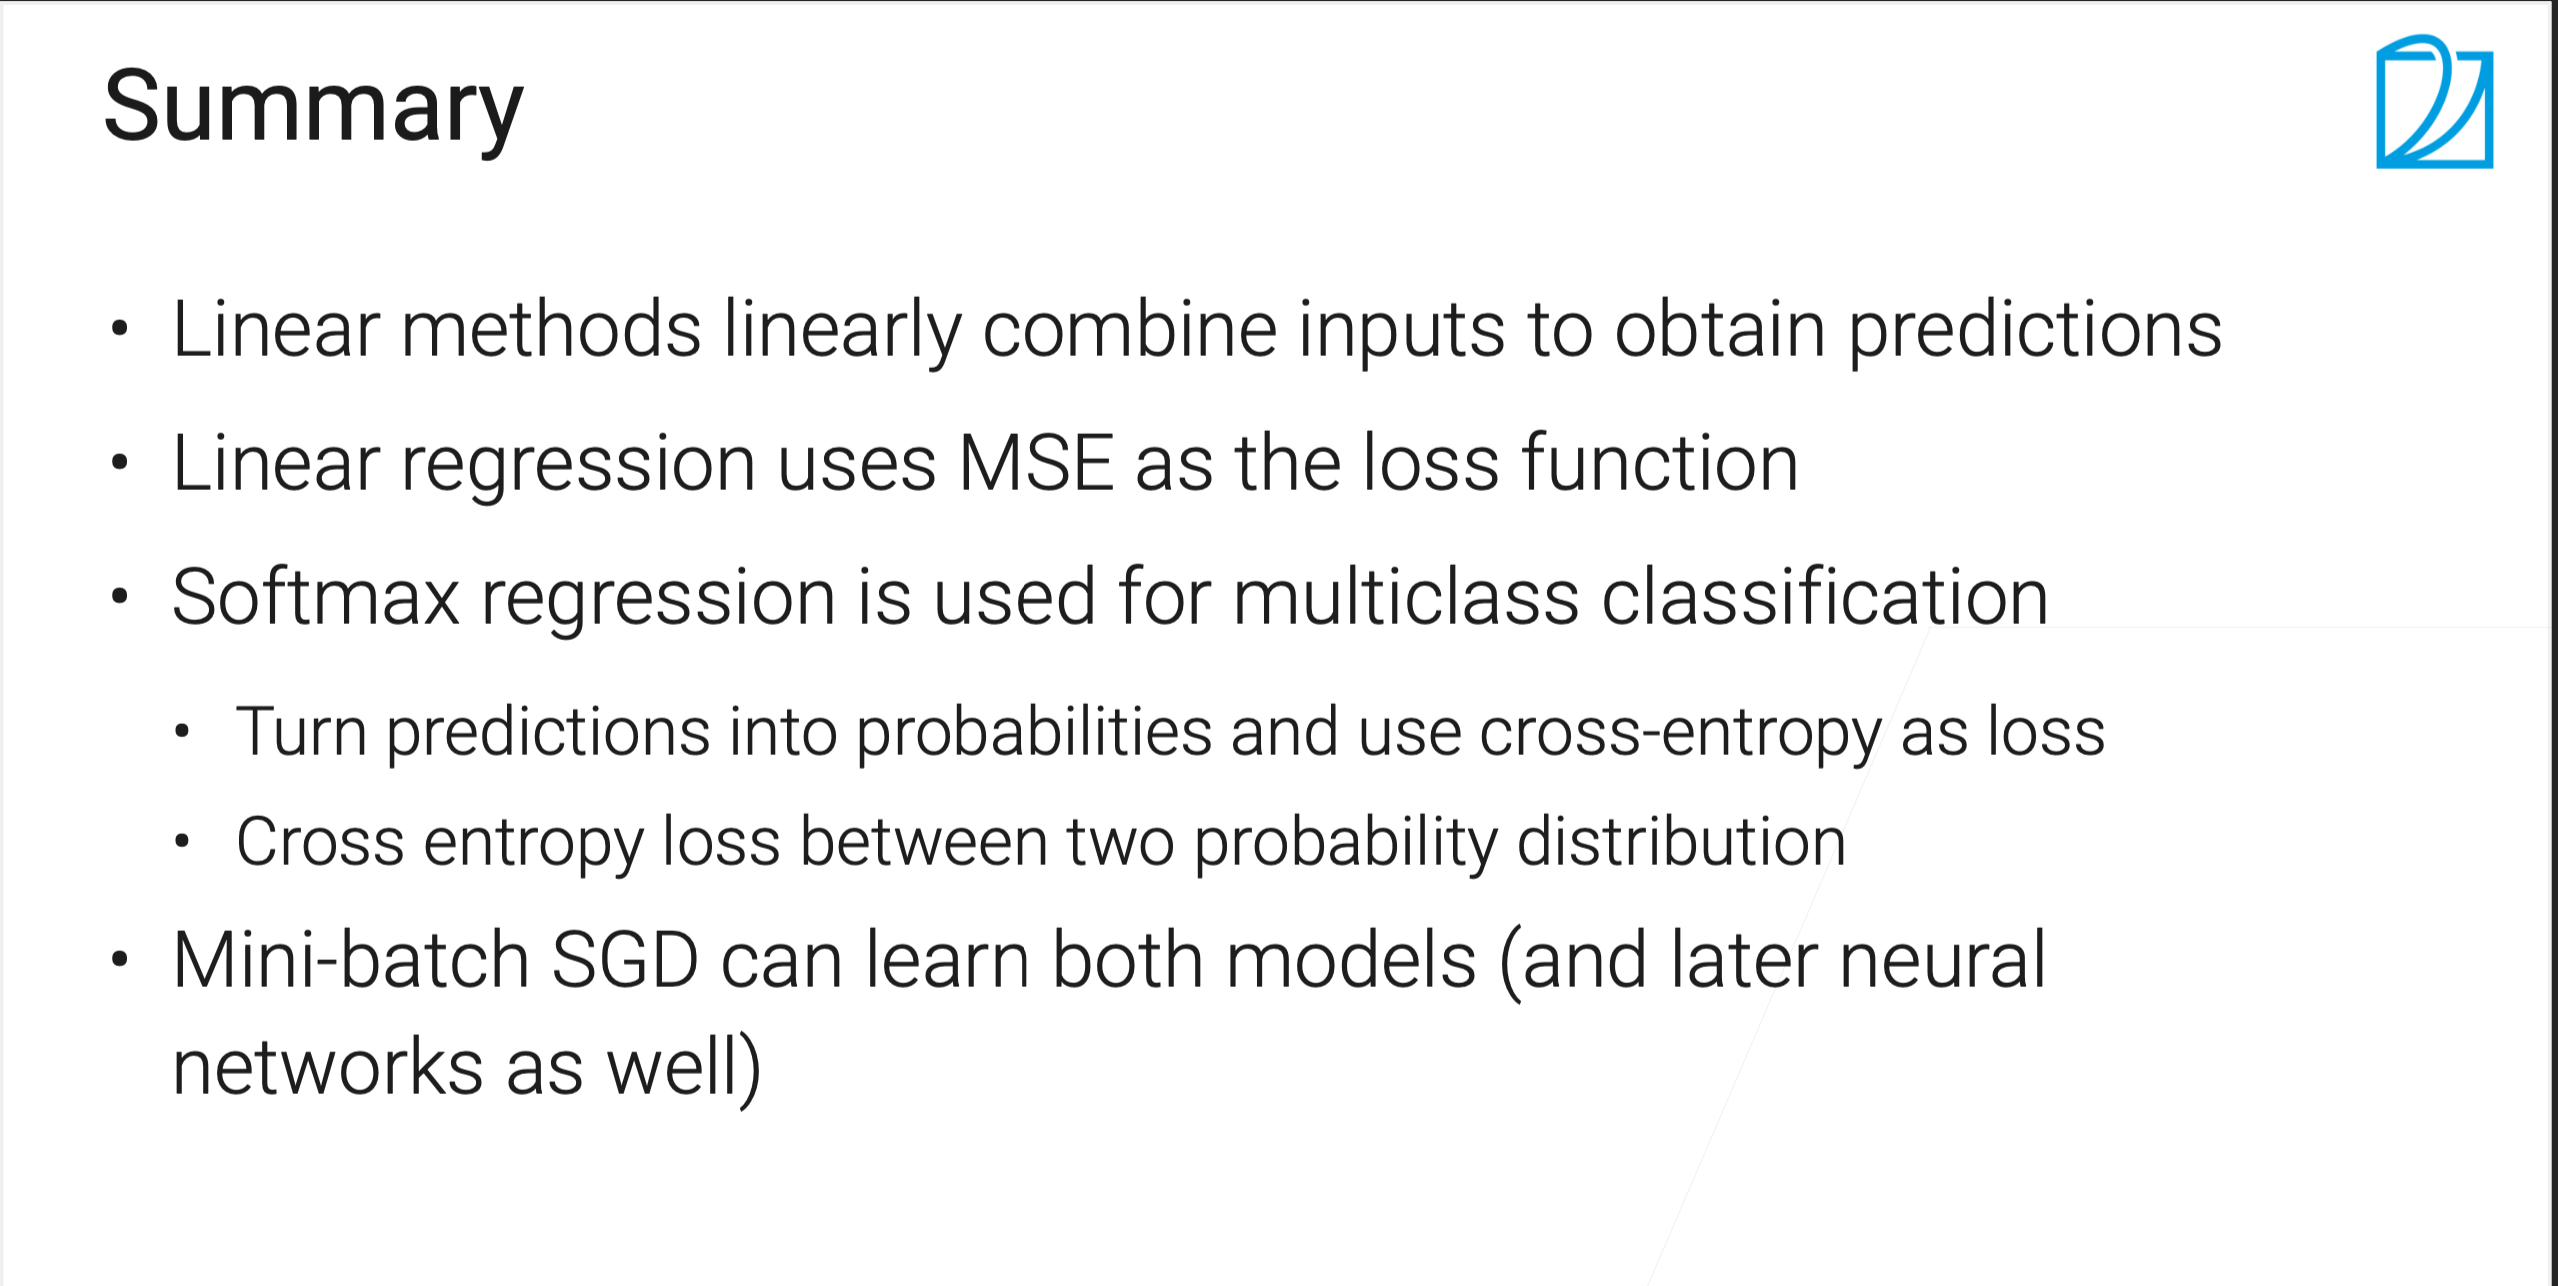 Summary
• Linear methods linearly combine inputs to obtain predictions
• Linear regression uses MSE as the loss function
• Softmax regression is used for multiclass classification
• Turn predictions into probabilities and use cross-entropy as loss
• Cross entropy loss between two probability distribution
• Mini-batch SGD can learn both models (and later neural
networks as well)